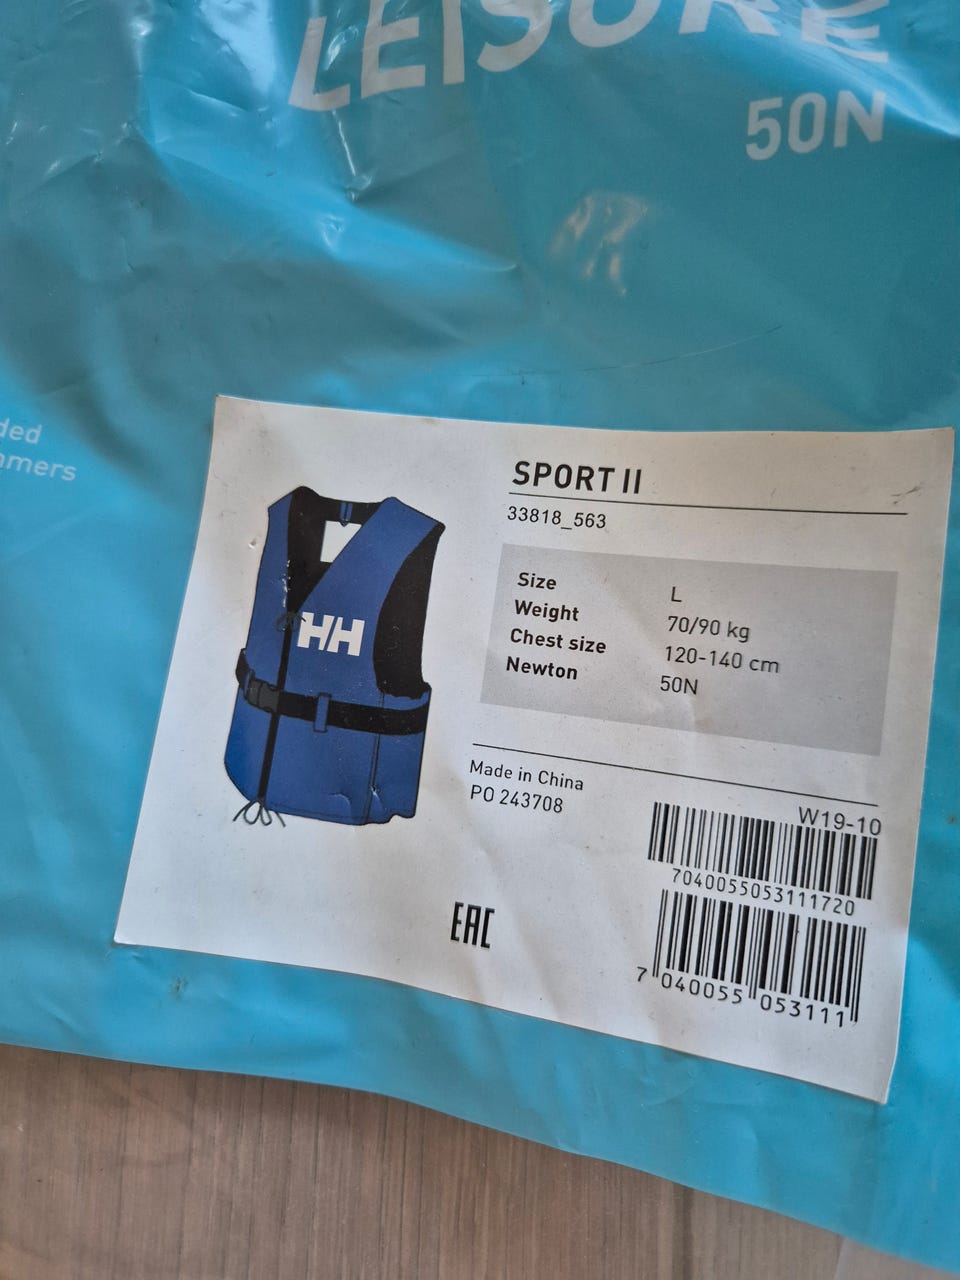 LEISURE
50N
SPORT II
33818_563
Size L
Weight 70/90 kg
Chest size 120-140 cm
Newton 50N
HH
Made in China
PO 243708
W19-10
7040055053111720
7 040055 053111
EAC